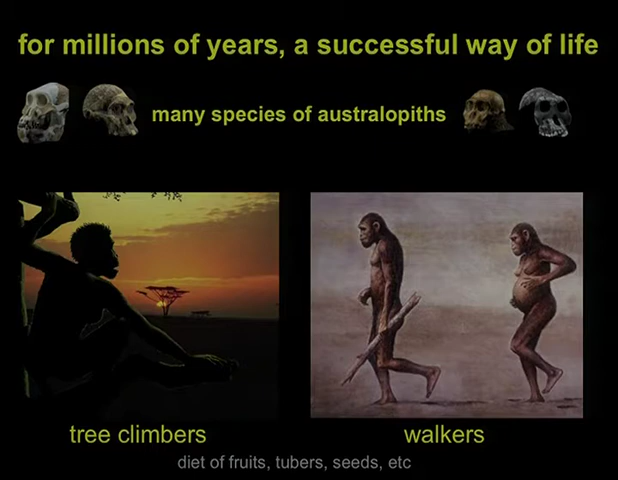 for millions of years, a successful way of life
many species of australopiths
tree climbers
walkers
diet of fruits, tubers, seeds, etc